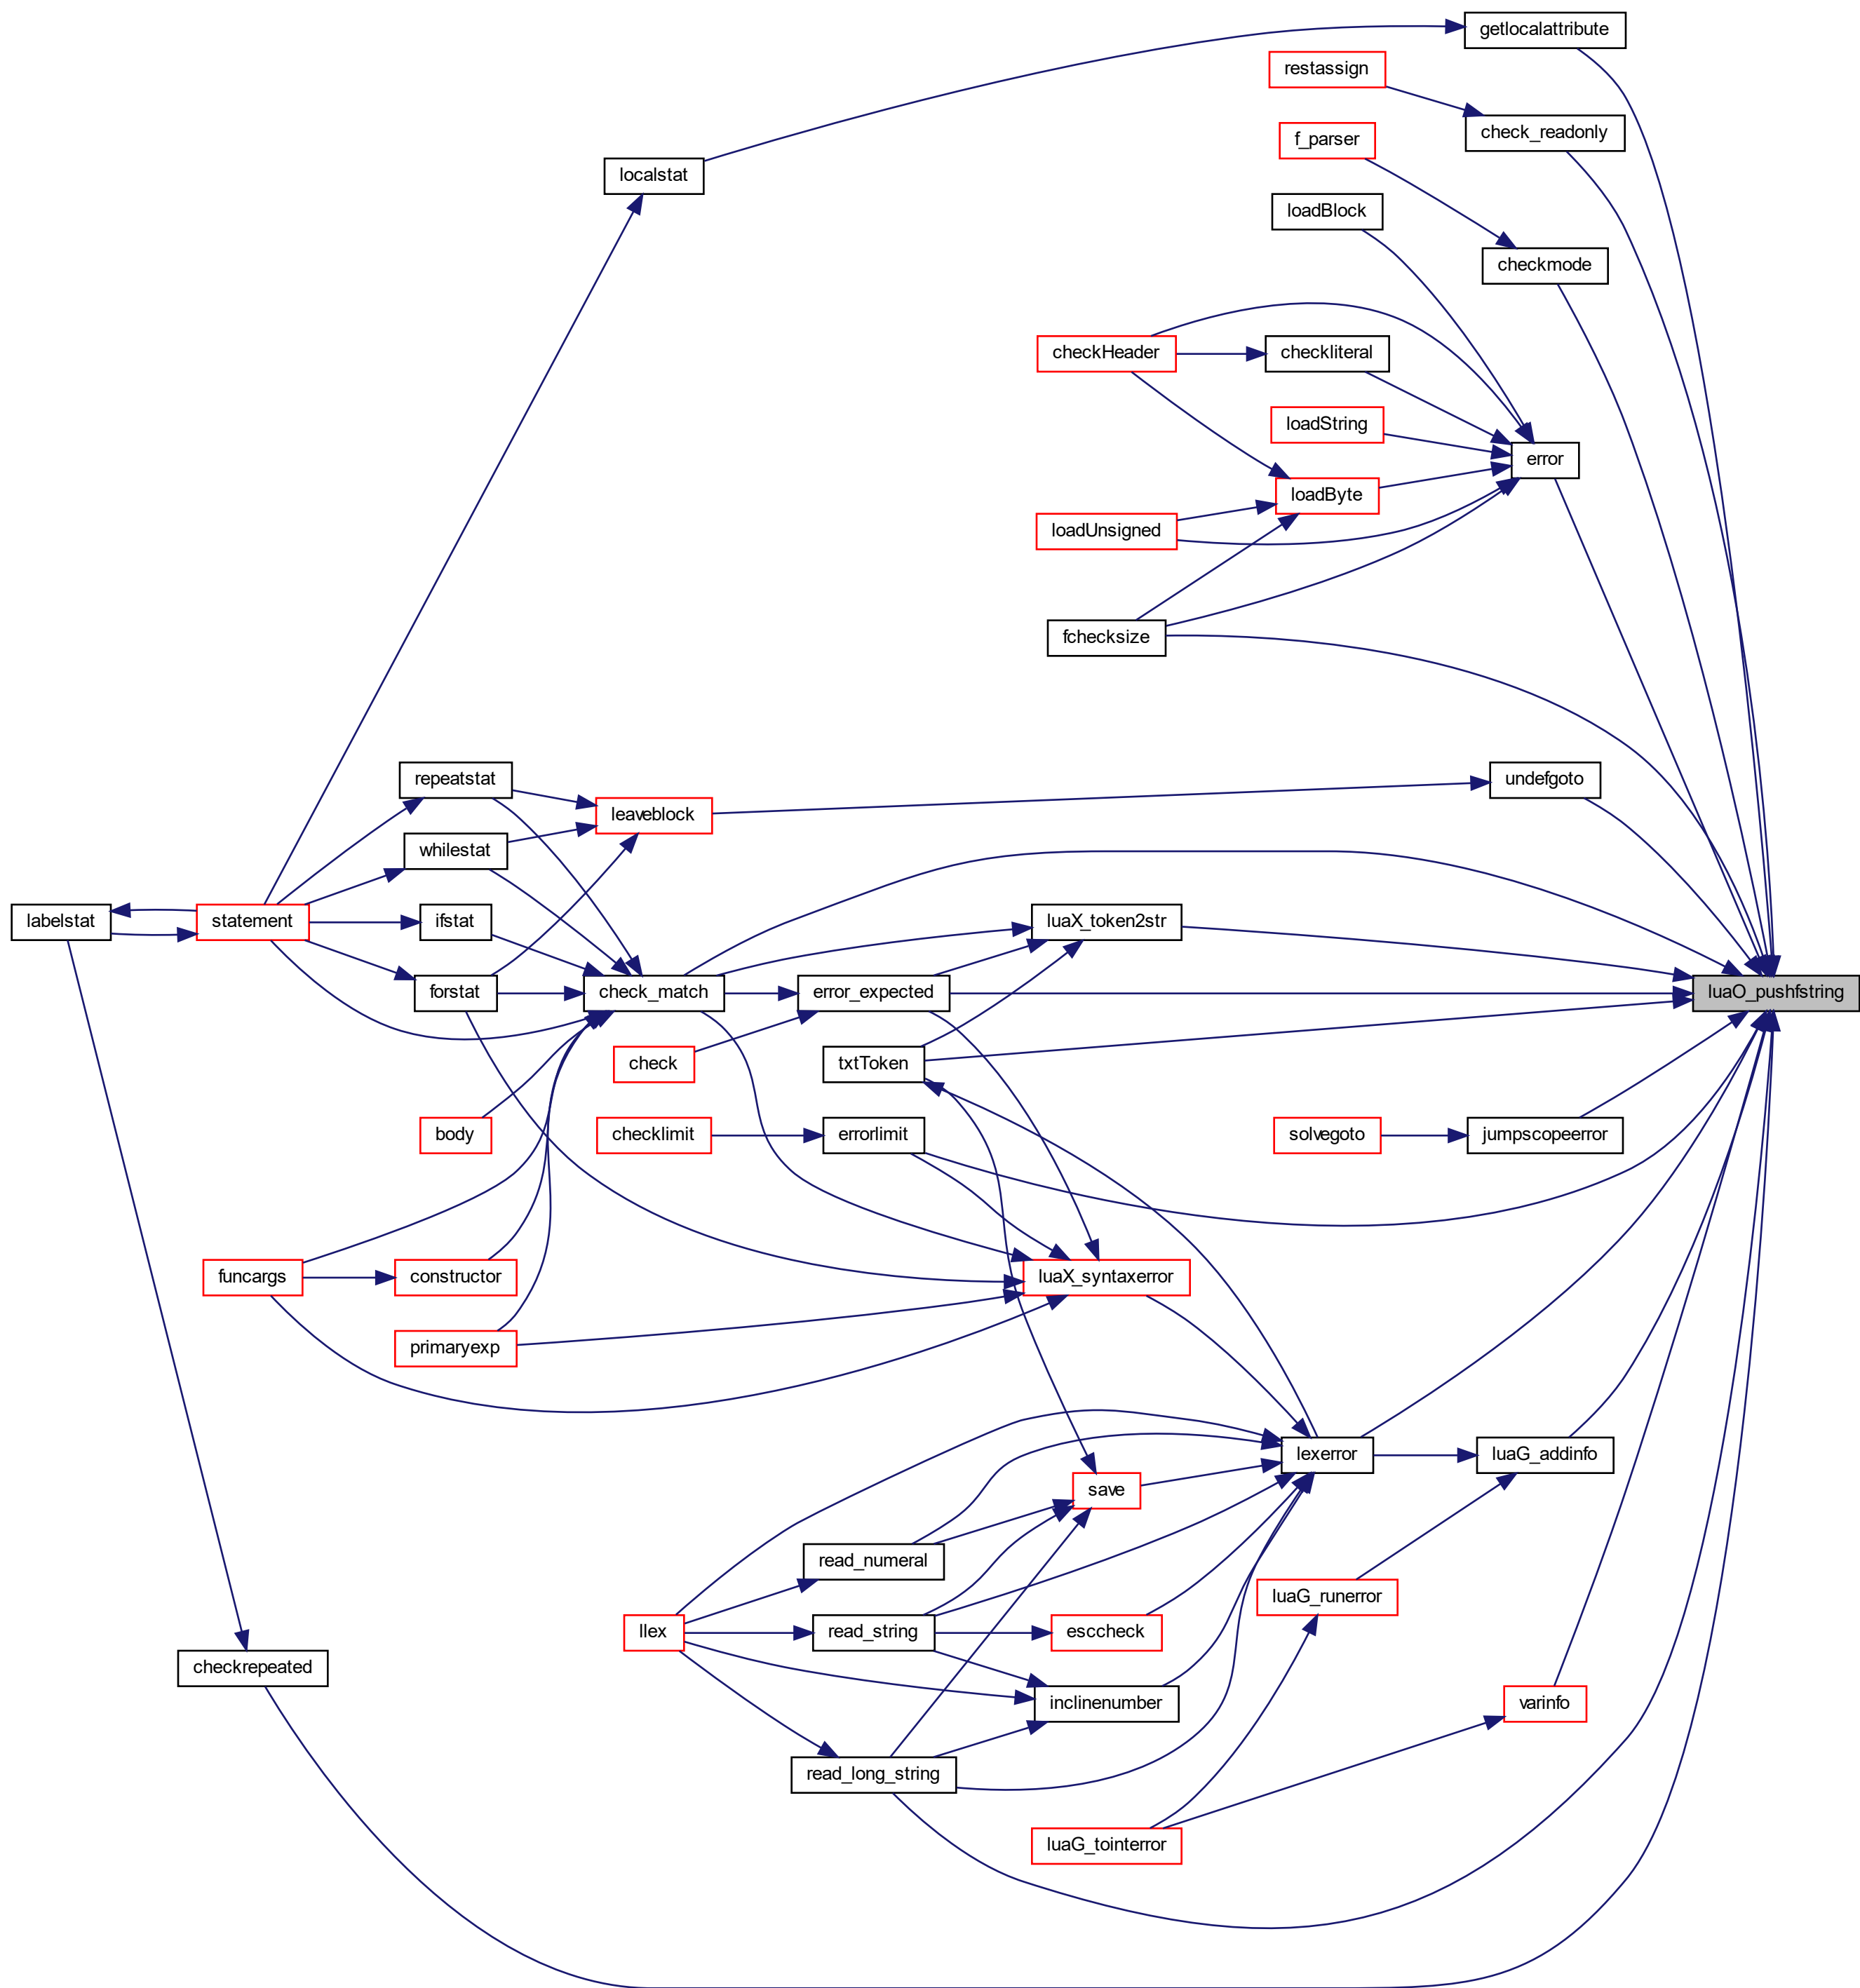 getlocalattribute
restassign
check_readonly
f_parser
localstat
loadBlock
checkmode
checkHeader
checkliteral
loadString
error
loadByte
loadUnsigned
fchecksize
repeatstat
undefgoto
leaveblock
whilestat
labelstat
statement
ifstat
luaX_token2str
forstat
check_match
error_expected
luaO_pushfstring
check
txtToken
body
checklimit
errorlimit
solvegoto
jumpscopeerror
funcargs
constructor
luaX_syntaxerror
primaryexp
lexerror
luaG_addinfo
save
read_numeral
luaG_runerror
llex
read_string
esccheck
checkrepeated
inclinenumber
varinfo
read_long_string
luaG_tointerror